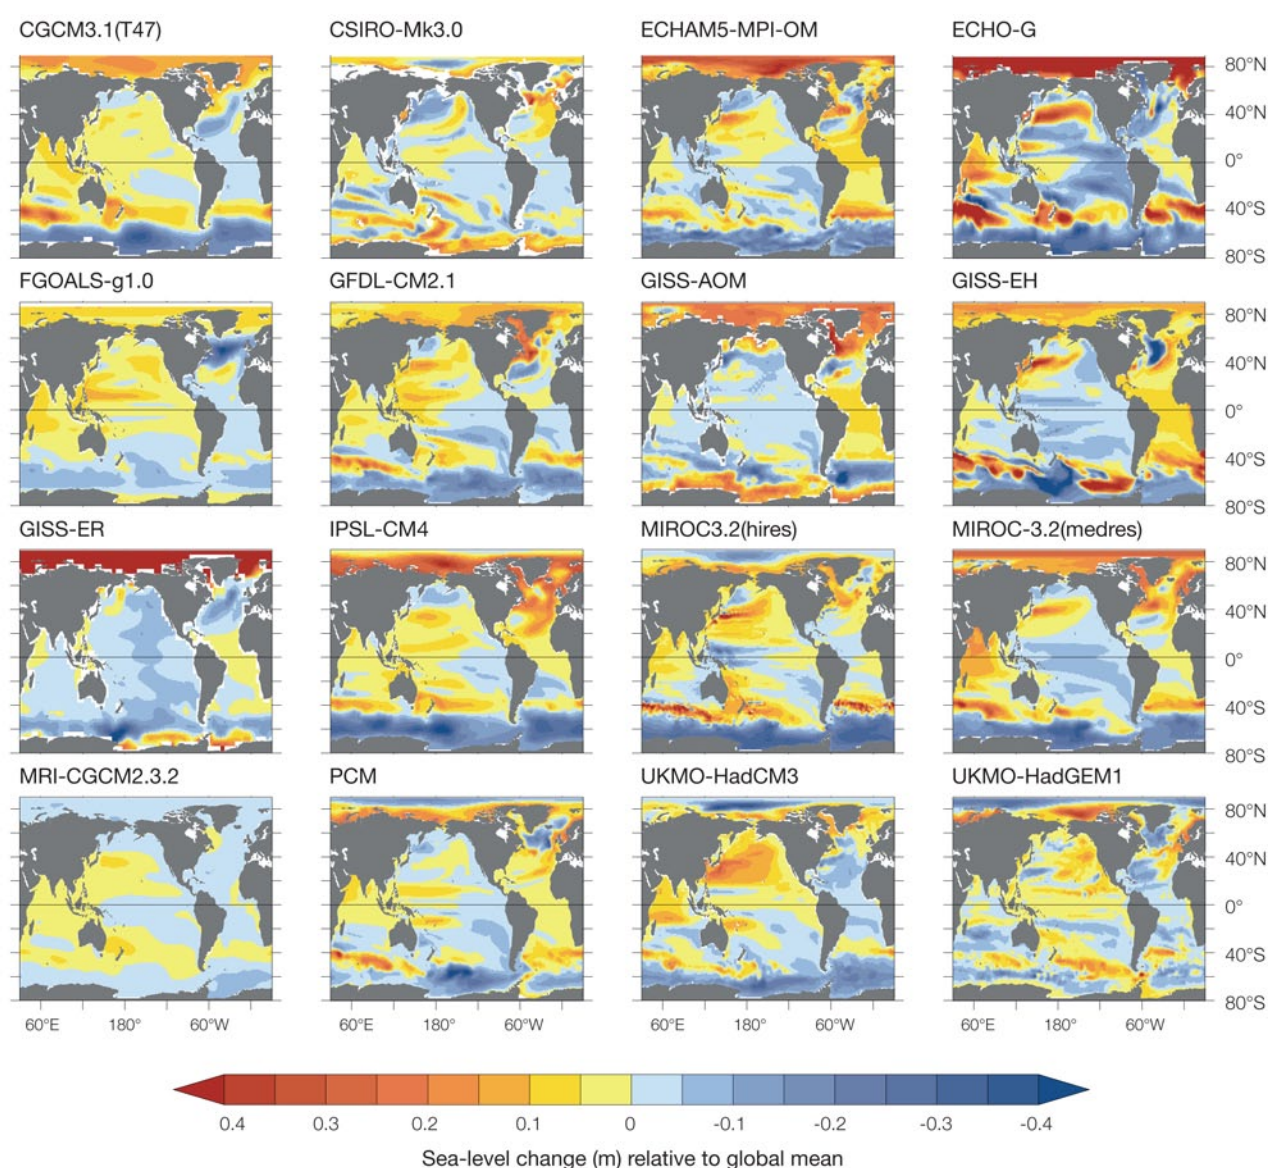 CGCM3.1(T47) CSIRO-Mk3.0 ECHAM5-MPI-OM ECHO-G
80°N
40°N
0°
40°S
80°S
FGOALS-g1.0 GFDL-CM2.1 GISS-AOM GISS-EH
80°N
40°N
0°
40°S
80°S
GISS-ER IPSL-CM4 MIROC3.2(hires) MIROC-3.2(medres)
80°N
40°N
0°
40°S
80°S
MRI-CGCM2.3.2 PCM UKMO-HadCM3 UKMO-HadGEM1
80°N
40°N
0°
40°S
80°S
60°E 180° 60°W 60°E 180° 60°W 60°E 180° 60°W 60°E 180° 60°W
0.4 0.3 0.2 0.1 0 -0.1 -0.2 -0.3 -0.4
Sea-level change (m) relative to global mean